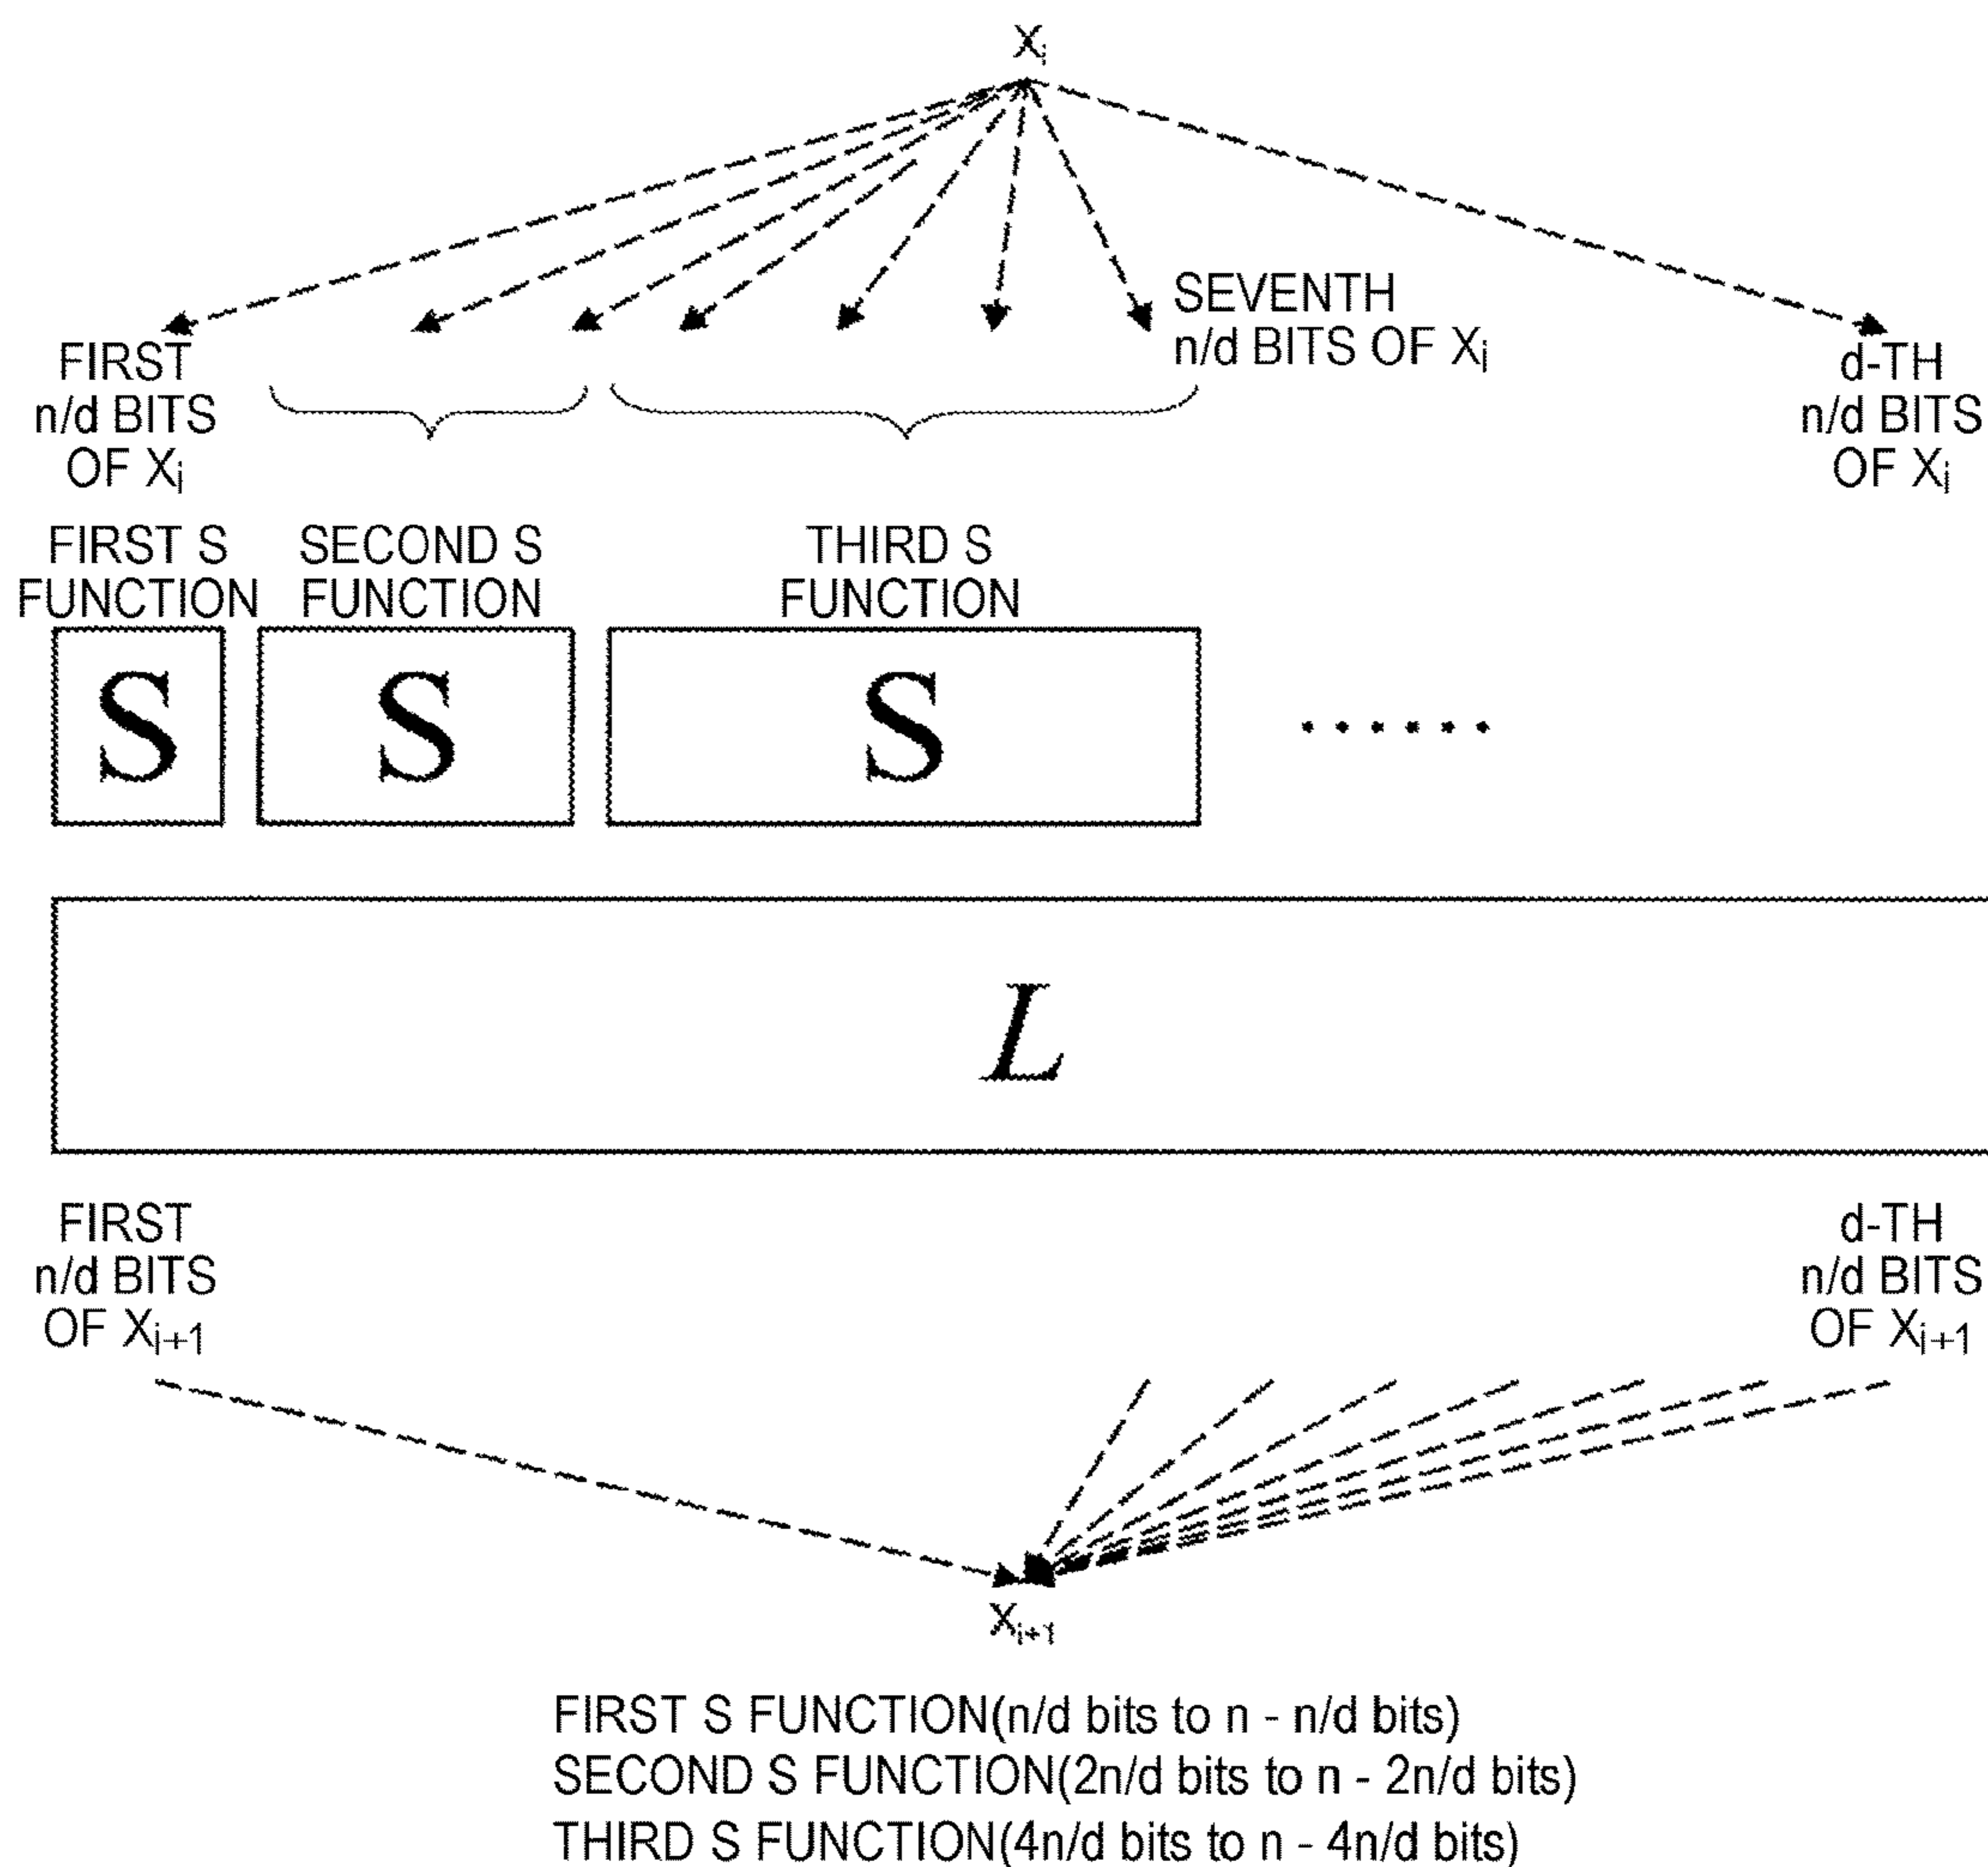 Xi
SEVENTH
n/d BITS OF Xi
FIRST
n/d BITS
OF Xi
d-TH
n/d BITS
OF Xi
FIRST S
FUNCTION
SECOND S
FUNCTION
THIRD S
FUNCTION
S
S
S
......
L
FIRST
n/d BITS
OF Xi+1
d-TH
n/d BITS
OF Xi+1
Xi+1
FIRST S FUNCTION(n/d bits to n - n/d bits)
SECOND S FUNCTION(2n/d bits to n - 2n/d bits)
THIRD S FUNCTION(4n/d bits to n - 4n/d bits)